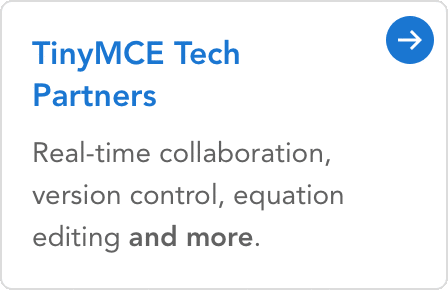 TinyMCE Tech
Partners
Real-time collaboration,
version control, equation
editing and more.